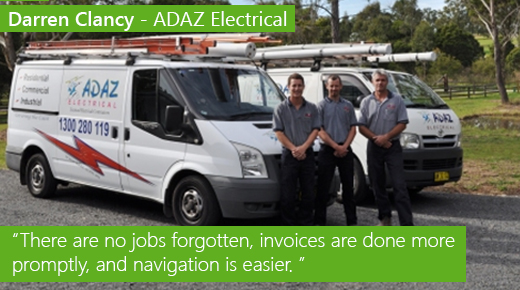 Darren Clancy - ADAZ Electrical
- Residential
- Commercial
- Industrial
ADAZ
ELECTRICAL
1300 280 119
ADAZ
ELECTRICAL
“There are no jobs forgotten, invoices are done more
promptly, and navigation is easier. ”